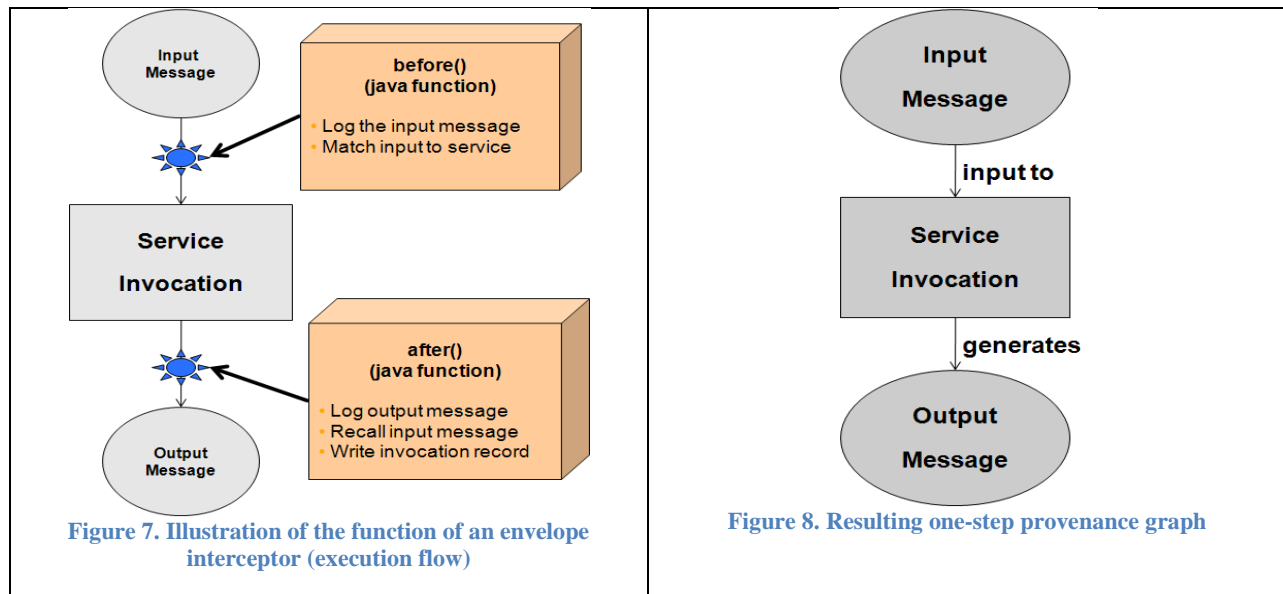 Input
Message
before()
(java function)
• Log the input message
• Match input to service
Service
Invocation
after()
(java function)
• Log output message
• Recall input message
• Write invocation record
Output
Message
Figure 7. Illustration of the function of an envelope
interceptor (execution flow)
Input
Message
input to
Service
Invocation
generates
Output
Message
Figure 8. Resulting one-step provenance graph